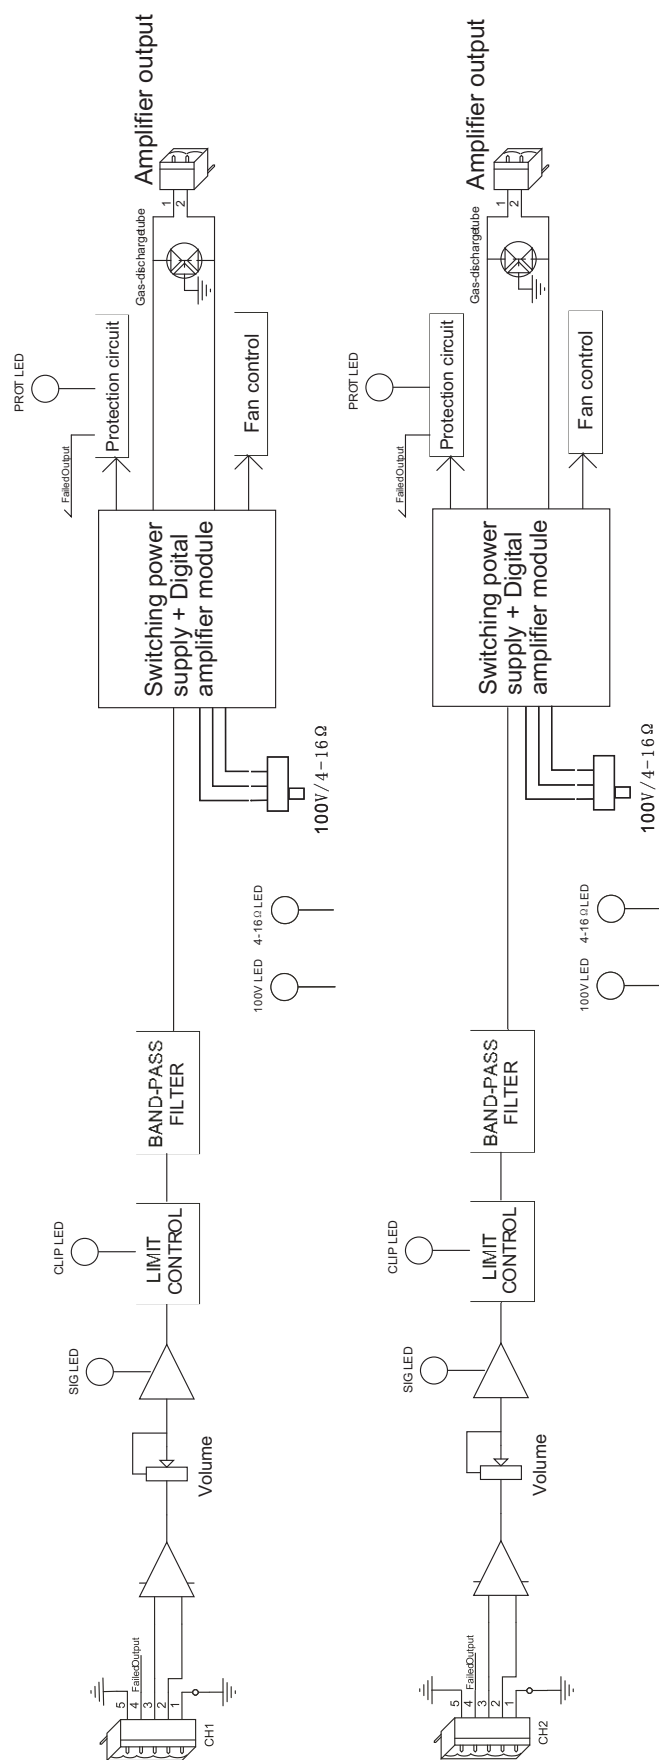 CH1
5
4
3
2
1
FailedOutput
Volume
SIG LED
CLIP LED
LIMIT
CONTROL
BAND-PASS
FILTER
100V LED
4-16Ω LED
100V/4-16Ω
Switching power
supply + Digital
amplifier module
FailedOutput
PROT LED
Protection circuit
Fan control
Gas-dischargetube
1
2
Amplifier output
CH2
5
4
3
2
1
FailedOutput
Volume
SIG LED
CLIP LED
LIMIT
CONTROL
BAND-PASS
FILTER
100V LED
4-16Ω LED
100V/4-16Ω
Switching power
supply + Digital
amplifier module
FailedOutput
PROT LED
Protection circuit
Fan control
Gas-dischargetube
1
2
Amplifier output